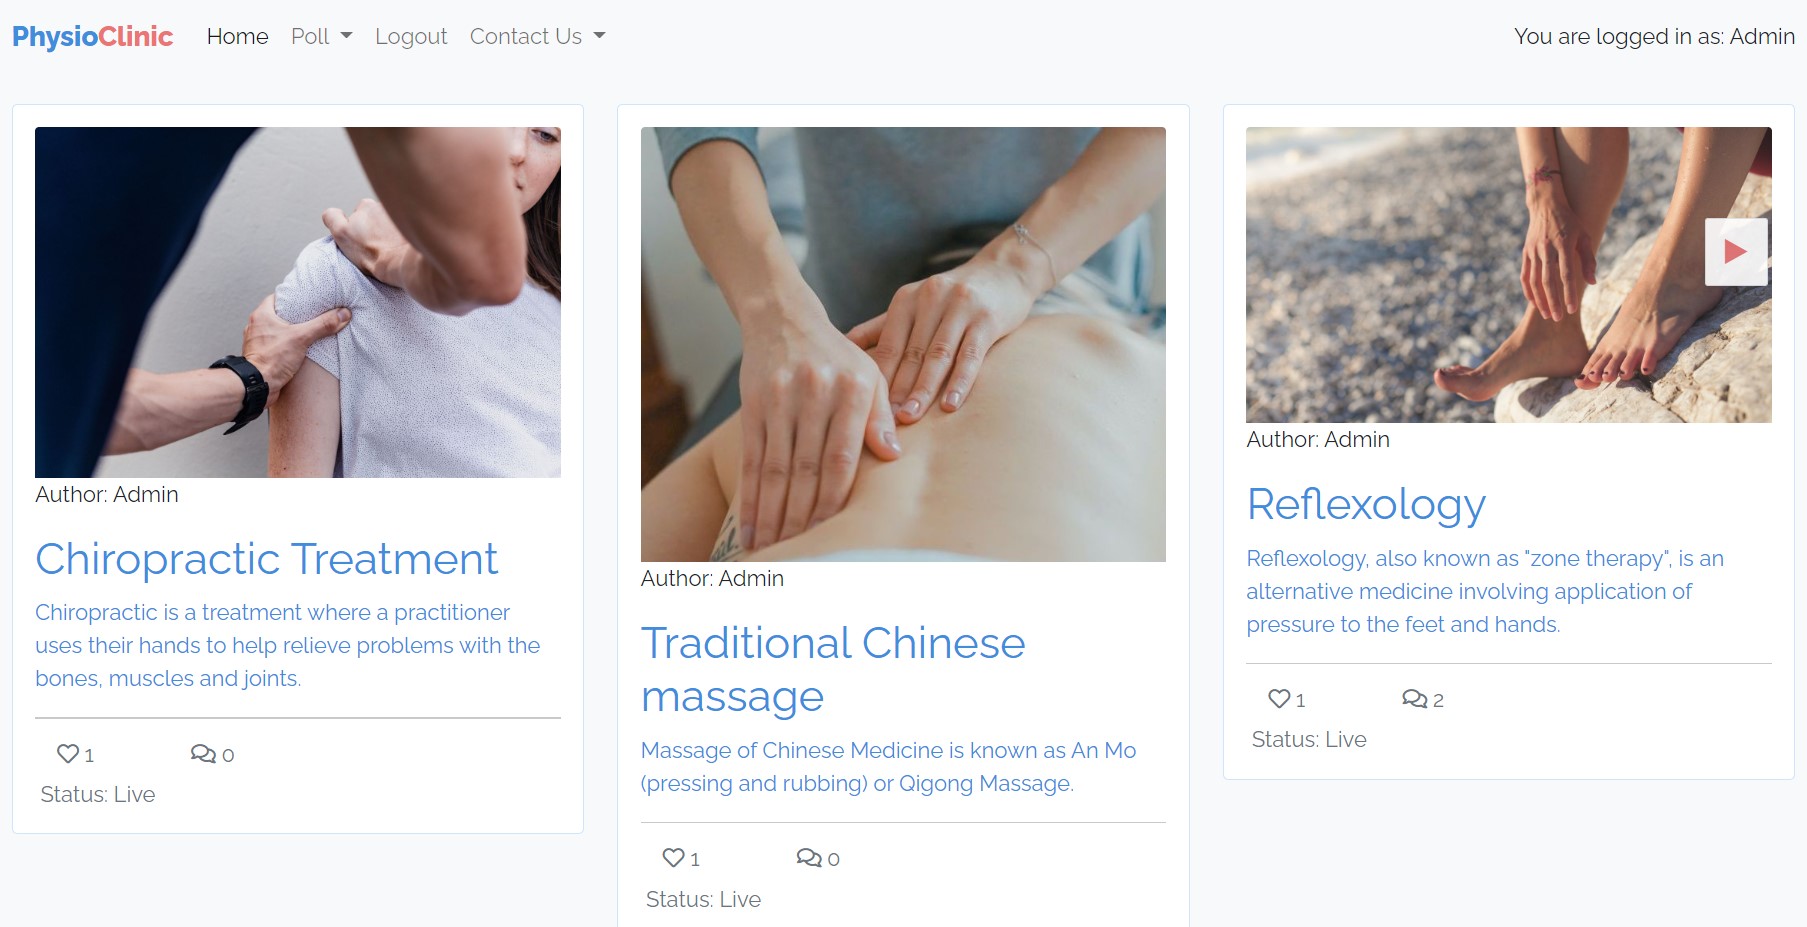 PhysioClinic Home Poll Logout Contact Us You are logged in as: Admin
Author: Admin
Chiropractic Treatment
Chiropractic is a treatment where a practitioner
uses their hands to help relieve problems with the
bones, muscles and joints.
1 0
Status: Live
Author: Admin
Traditional Chinese
massage
Massage of Chinese Medicine is known as An Mo
(pressing and rubbing) or Qigong Massage.
1 0
Status: Live
Author: Admin
Reflexology
Reflexology, also known as "zone therapy", is an
alternative medicine involving application of
pressure to the feet and hands.
1 2
Status: Live